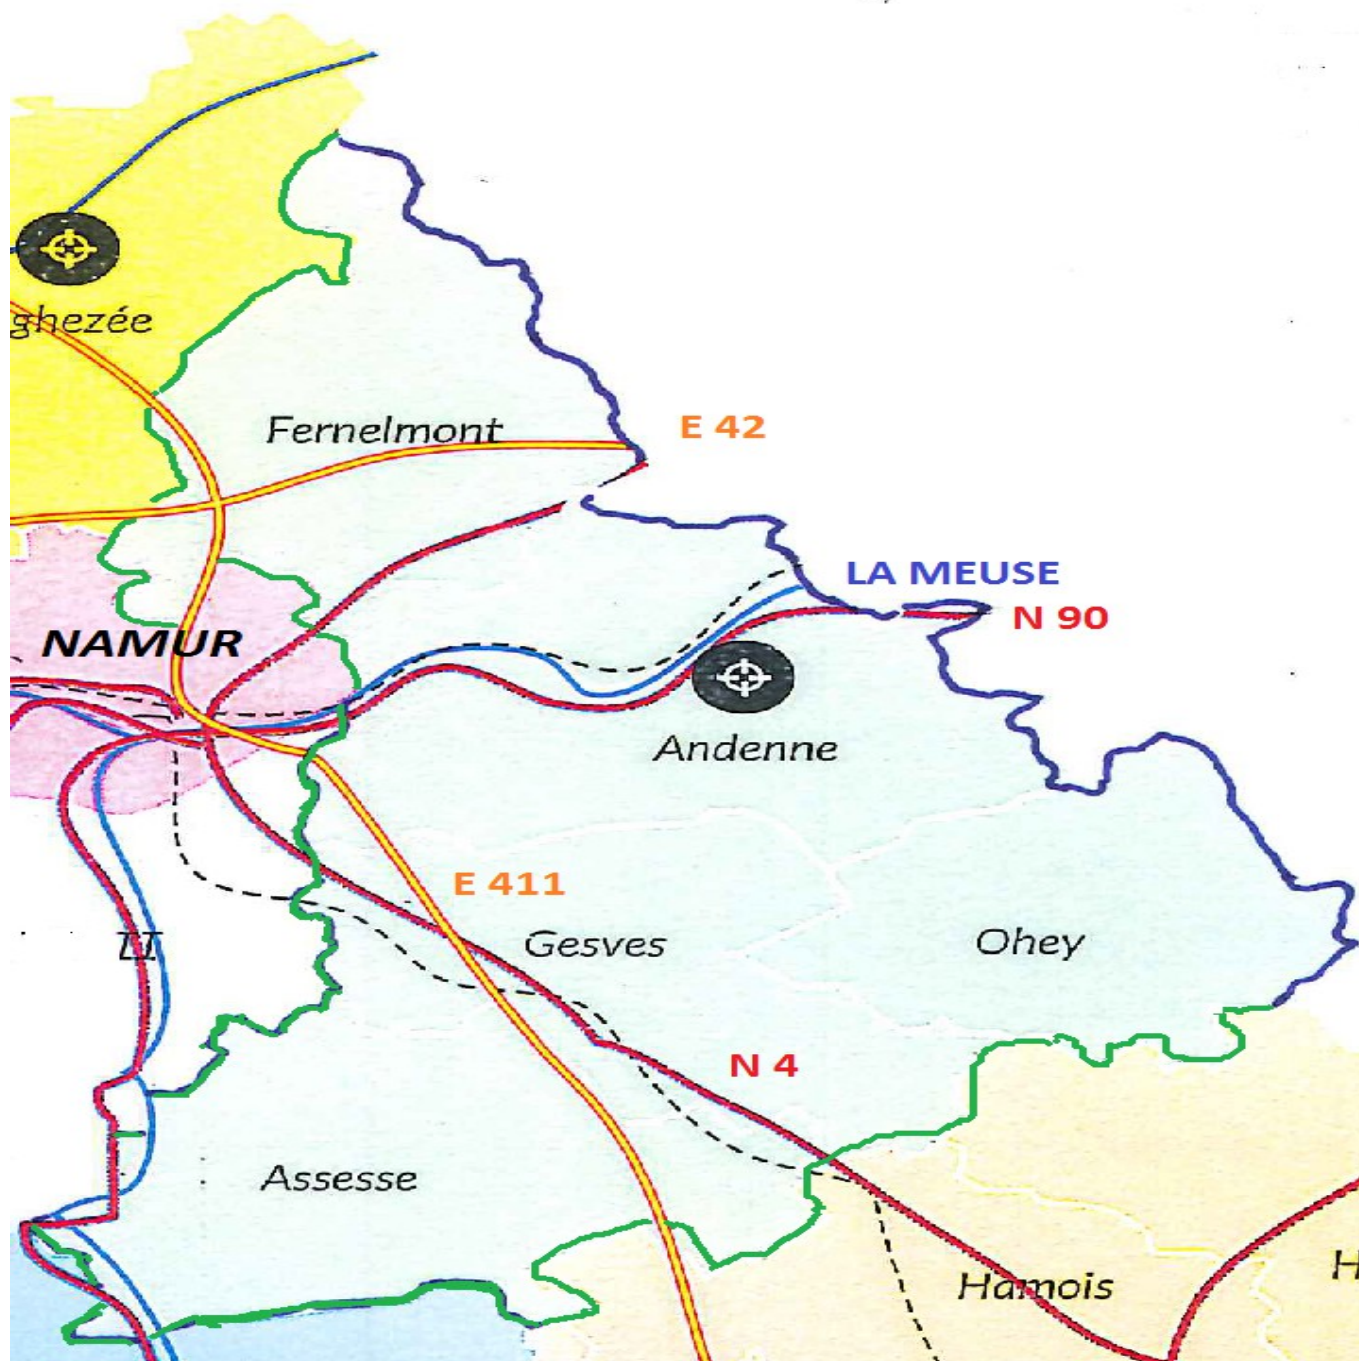 ghezée
Fernelmont
E 42
LA MEUSE
N 90
NAMUR
Andenne
E 411
Gesves
Ohey
N 4
Assesse
Hamois
H